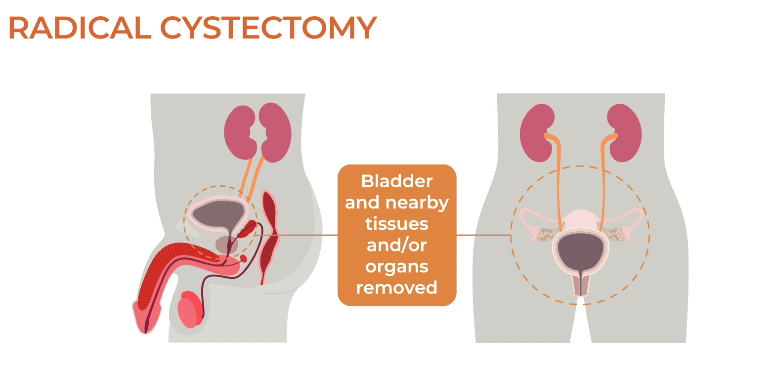 RADICAL CYSTECTOMY
Bladder
and nearby
tissues
and/or
organs
removed